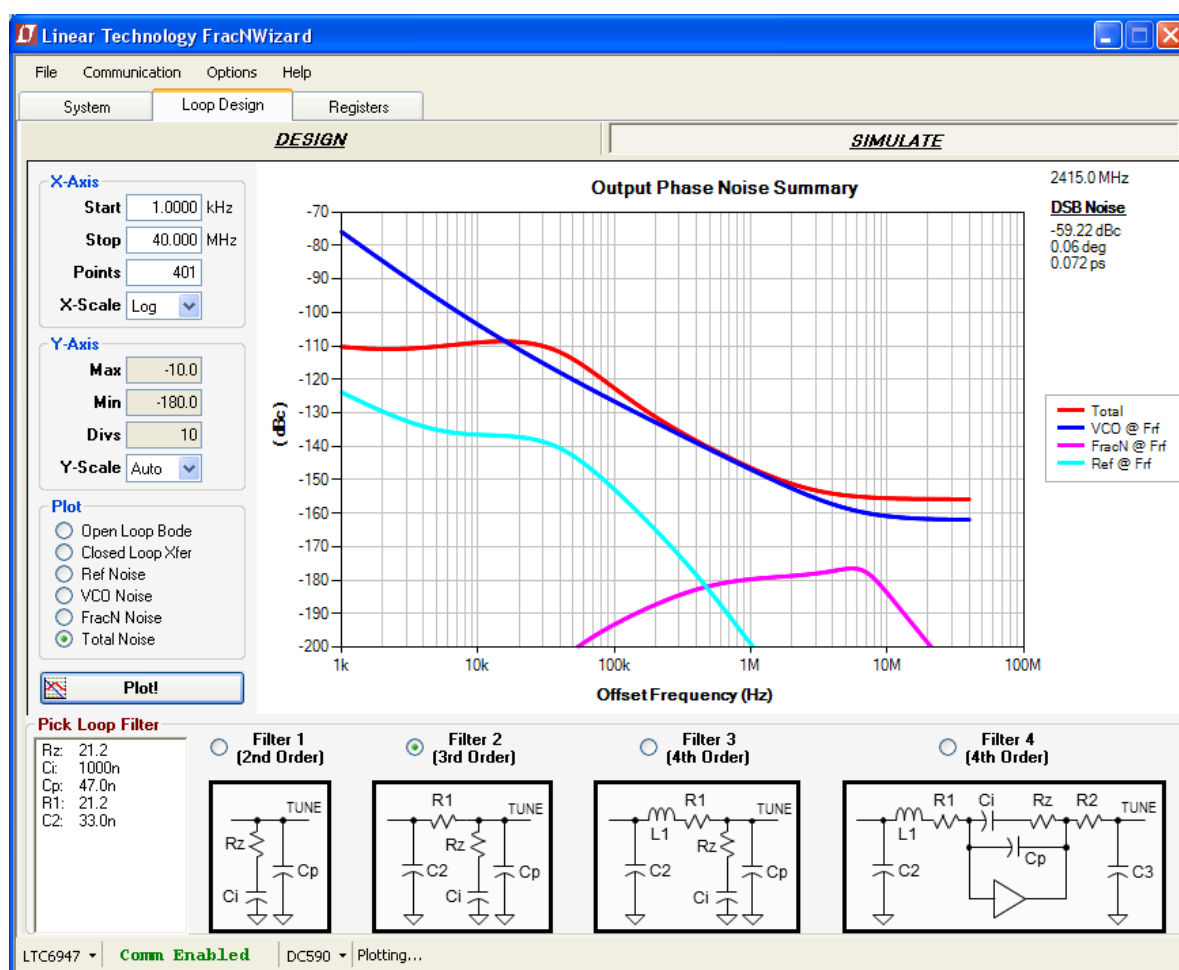 Linear Technology FracNWizard
File Communication Options Help
System Loop Design Registers
DESIGN SIMULATE
X-Axis
Start 1.0000 kHz
Stop 40.000 MHz
Points 401
X-Scale Log
Y-Axis
Max -10.0
Min -180.0
Divs 10
Y-Scale Auto
Plot
Open Loop Bode
Closed Loop Xfer
Ref Noise
VCO Noise
FracN Noise
Total Noise
Plot!
Output Phase Noise Summary
-70
-80
-90
-100
-110
-120
-130
-140
-150
-160
-170
-180
-190
-200
( dBc)
1k 10k 100k 1M 10M 100M
Offset Frequency (Hz)
2415.0 MHz
DSB Noise
-59.22 dBc
0.06 deg
0.072 ps
Total
VCO @ Frf
FracN @ Frf
Ref @ Frf
Pick Loop Filter
Rz: 21.2
Ci: 1000n
Cp: 47.0n
R1: 21.2
C2: 33.0n
Filter 1
(2nd Order)
TUNE
Rz
Cp
Ci
Filter 2
(3rd Order)
R1 TUNE
Rz
C2 Cp
Ci
Filter 3
(4th Order)
R1 TUNE
L1 Rz
C2 Cp
Ci
Filter 4
(4th Order)
R1 Ci Rz R2 TUNE
L1
Cp
C2 C3
LTC6947 Comm Enabled DC590 Plotting...